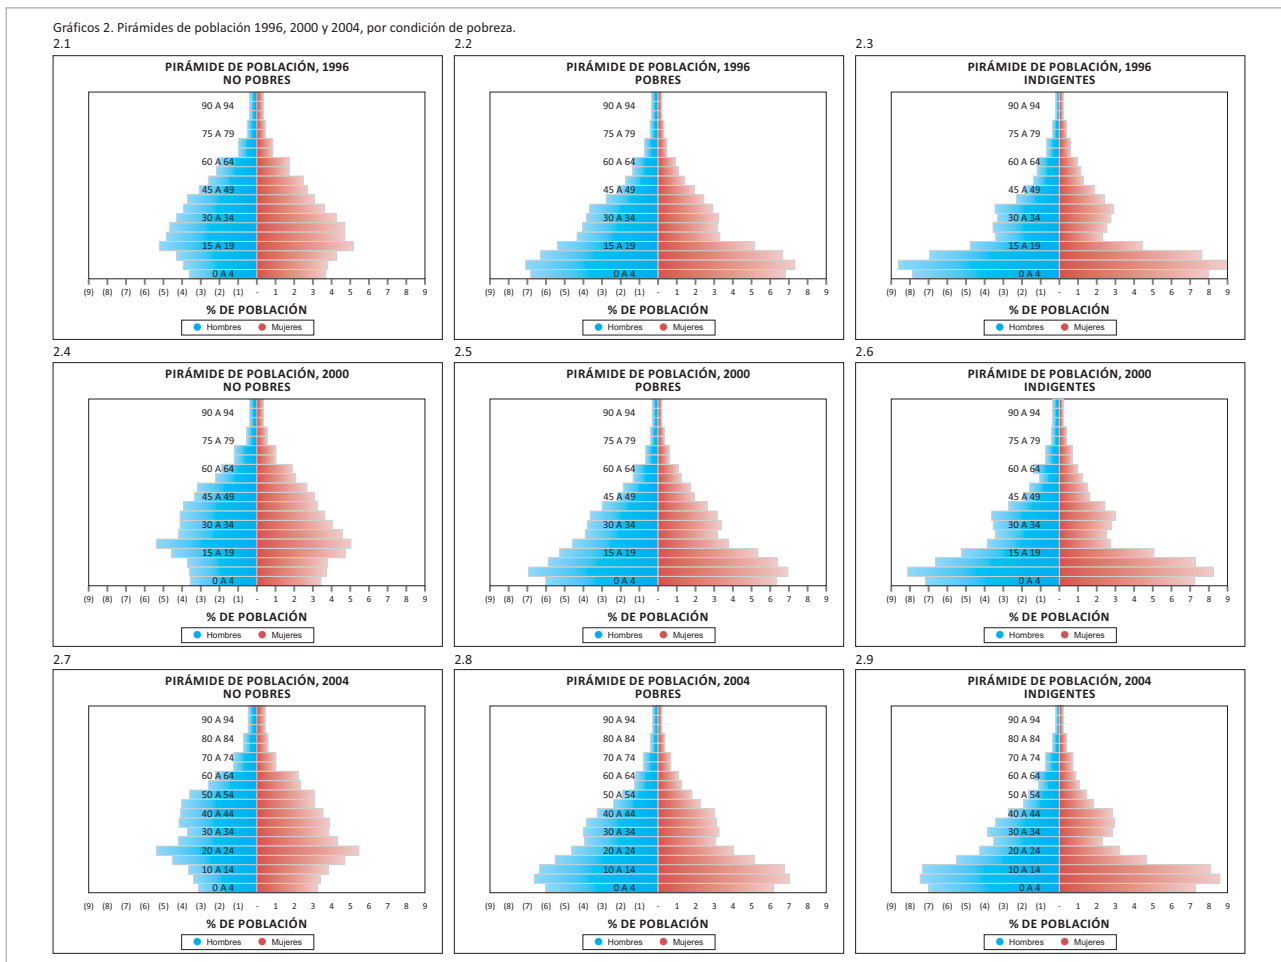 Gráficos 2. Pirámides de población 1996, 2000 y 2004, por condición de pobreza.
2.1
PIRÁMIDE DE POBLACIÓN, 1996
NO POBRES
90 A 94
75 A 79
60 A 64
45 A 49
30 A 34
15 A 19
0 A 4
(9) (8) (7) (6) (5) (4) (3) (2) (1) - 1 2 3 4 5 6 7 8 9
% DE POBLACIÓN
Hombres Mujeres
2.2
PIRÁMIDE DE POBLACIÓN, 1996
POBRES
90 A 94
75 A 79
60 A 64
45 A 49
30 A 34
15 A 19
0 A 4
(9) (8) (7) (6) (5) (4) (3) (2) (1) - 1 2 3 4 5 6 7 8 9
% DE POBLACIÓN
Hombres Mujeres
2.3
PIRÁMIDE DE POBLACIÓN, 1996
INDIGENTES
90 A 94
75 A 79
60 A 64
45 A 49
30 A 34
15 A 19
0 A 4
(9) (8) (7) (6) (5) (4) (3) (2) (1) - 1 2 3 4 5 6 7 8 9
% DE POBLACIÓN
Hombres Mujeres
2.4
PIRÁMIDE DE POBLACIÓN, 2000
NO POBRES
90 A 94
75 A 79
60 A 64
45 A 49
30 A 34
15 A 19
0 A 4
(9) (8) (7) (6) (5) (4) (3) (2) (1) - 1 2 3 4 5 6 7 8 9
% DE POBLACIÓN
Hombres Mujeres
2.5
PIRÁMIDE DE POBLACIÓN, 2000
POBRES
90 A 94
75 A 79
60 A 64
45 A 49
30 A 34
15 A 19
0 A 4
(9) (8) (7) (6) (5) (4) (3) (2) (1) - 1 2 3 4 5 6 7 8 9
% DE POBLACIÓN
Hombres Mujeres
2.6
PIRÁMIDE DE POBLACIÓN, 2000
INDIGENTES
90 A 94
75 A 79
60 A 64
45 A 49
30 A 34
15 A 19
0 A 4
(9) (8) (7) (6) (5) (4) (3) (2) (1) - 1 2 3 4 5 6 7 8 9
% DE POBLACIÓN
Hombres Mujeres
2.7
PIRÁMIDE DE POBLACIÓN, 2004
NO POBRES
90 A 94
80 A 84
70 A 74
60 A 64
50 A 54
40 A 44
30 A 34
20 A 24
10 A 14
0 A 4
(9) (8) (7) (6) (5) (4) (3) (2) (1) - 1 2 3 4 5 6 7 8 9
% DE POBLACIÓN
Hombres Mujeres
2.8
PIRÁMIDE DE POBLACIÓN, 2004
POBRES
90 A 94
80 A 84
70 A 74
60 A 64
50 A 54
40 A 44
30 A 34
20 A 24
10 A 14
0 A 4
(9) (8) (7) (6) (5) (4) (3) (2) (1) - 1 2 3 4 5 6 7 8 9
% DE POBLACIÓN
Hombres Mujeres
2.9
PIRÁMIDE DE POBLACIÓN, 2004
INDIGENTES
90 A 94
80 A 84
70 A 74
60 A 64
50 A 54
40 A 44
30 A 34
20 A 24
10 A 14
0 A 4
(9) (8) (7) (6) (5) (4) (3) (2) (1) - 1 2 3 4 5 6 7 8 9
% DE POBLACIÓN
Hombres Mujeres